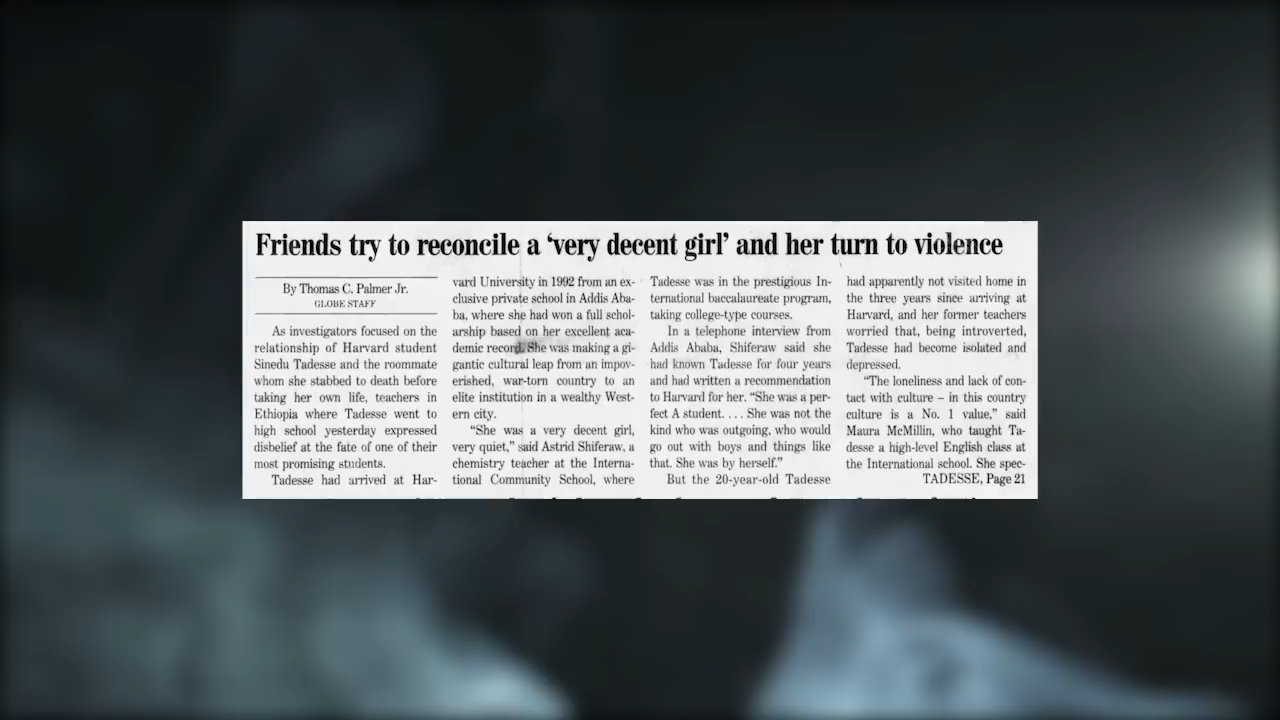 Friends try to reconcile a ‘very decent girl’ and her turn to violence
By Thomas C. Palmer Jr.
GLOBE STAFF
As investigators focused on the
relationship of Harvard student
Sinedu Tadesse and the roommate
whom she stabbed to death before
taking her own life, teachers in
Ethiopia where Tadesse went to
high school yesterday expressed
disbelief at the fate of one of their
most promising students.
Tadesse had arrived at Har-
vard University in 1992 from an ex-
clusive private school in Addis Aba-
ba, where she had won a full schol-
arship based on her excellent aca-
demic record. She was making a gi-
gantic cultural leap from an impov-
erished, war-torn country to an
elite institution in a wealthy West-
ern city.
“She was a very decent girl,
very quiet,” said Astrid Shiferaw, a
chemistry teacher at the Interna-
tional Community School, where
Tadesse was in the prestigious In-
ternational baccalaureate program,
taking college-type courses.
In a telephone interview from
Addis Ababa, Shiferaw said she
had known Tadesse for four years
and had written a recommendation
to Harvard for her. “She was a per-
fect A student. . . . She was not the
kind who was outgoing, who would
go out with boys and things like
that. She was by herself.”
But the 20-year-old Tadesse
had apparently not visited home in
the three years since arriving at
Harvard, and her former teachers
worried that, being introverted,
Tadesse had become isolated and
depressed.
“The loneliness and lack of con-
tact with culture – in this country
culture is a No. 1 value,” said
Maura McMillin, who taught Ta-
desse a high-level English class at
the International school. She spec-
TADESSE, Page 21